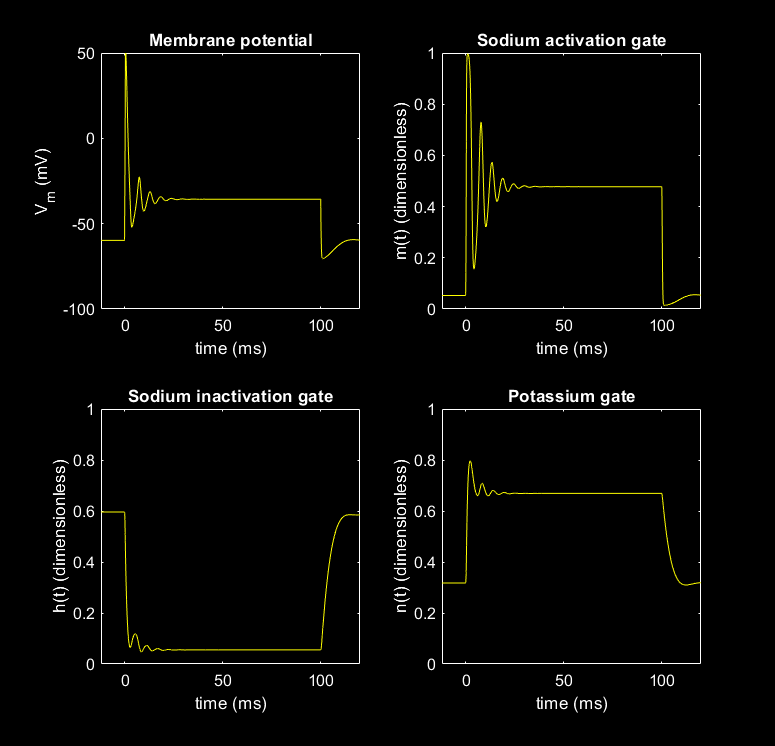 Membrane potential
50
0
-50
-100
V_m (mV)
0 50 100
time (ms)
Sodium activation gate
1
0.8
0.6
0.4
0.2
0
m(t) (dimensionless)
0 50 100
time (ms)
Sodium inactivation gate
1
0.8
0.6
0.4
0.2
0
h(t) (dimensionless)
0 50 100
time (ms)
Potassium gate
1
0.8
0.6
0.4
0.2
0
n(t) (dimensionless)
0 50 100
time (ms)